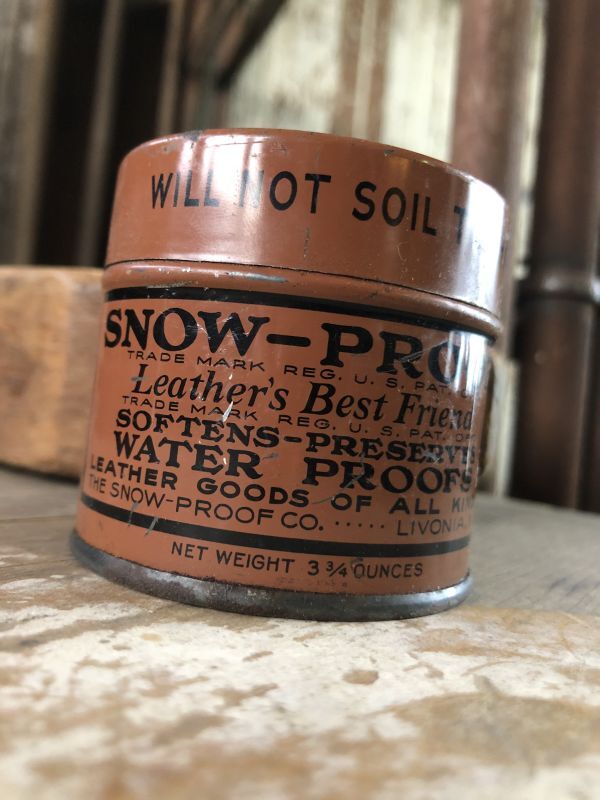 WILL NOT SOIL
SNOW-PRO
TRADE MARK REG. U. S. PAT.
Leather's Best Friend
TRADE MARK REG. U. S. PAT. OF
SOFTENS-PRESERVES
WATER PROOFS
LEATHER GOODS OF ALL KIN
THE SNOW-PROOF CO. ..... LIVONIA,
NET WEIGHT 3 3/4 OUNCES